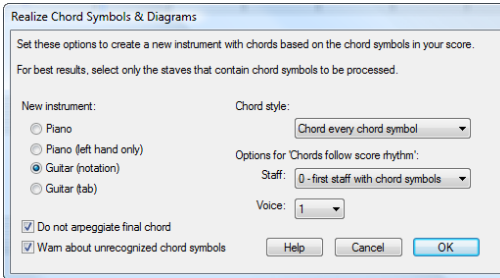 Realize Chord Symbols & Diagrams
Set these options to create a new instrument with chords based on the chord symbols in your score.
For best results, select only the staves that contain chord symbols to be processed.
New instrument:
Piano
Piano (left hand only)
Guitar (notation)
Guitar (tab)
Do not arpeggiate final chord
Warn about unrecognized chord symbols
Chord style:
Chord every chord symbol
Options for 'Chords follow score rhythm':
Staff: 0 - first staff with chord symbols
Voice: 1
Help Cancel OK